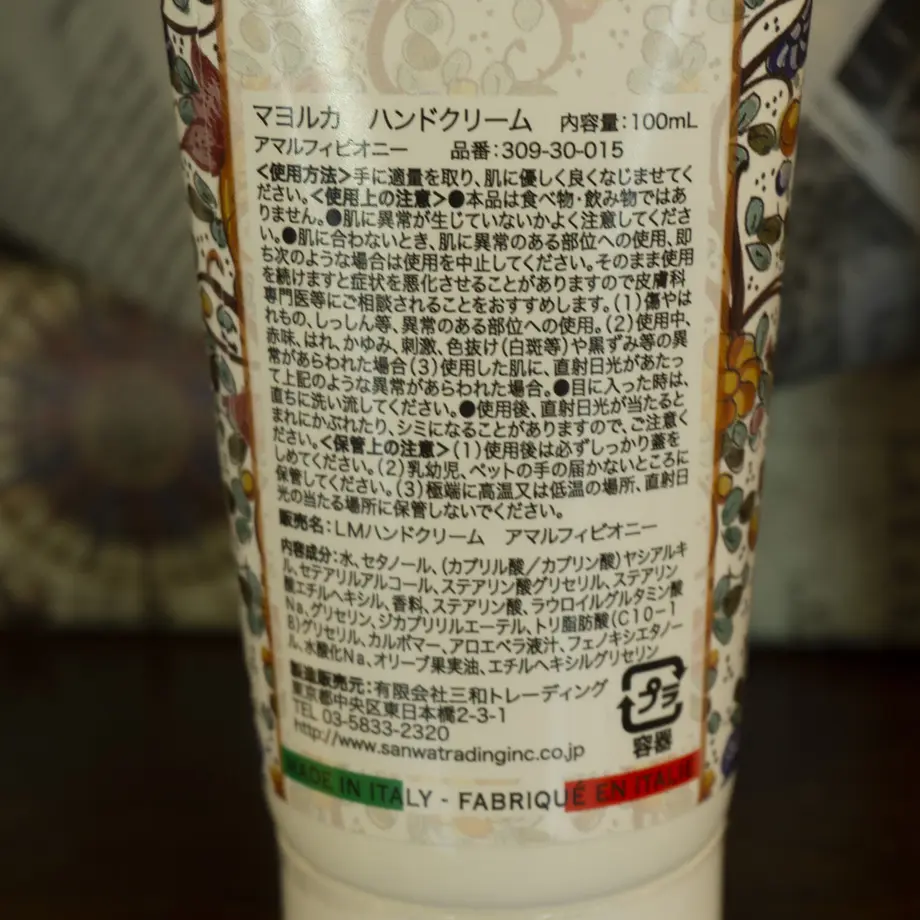 マヨルカ ハンドクリーム 内容量:100mL
アマルフィピオニー 品番:309-30-015
<使用方法>手に適量を取り、肌に優しく良くなじませてく
ださい。<使用上の注意>●本品は食べ物・飲み物ではあ
りません。●肌に異常が生じていないかよく注意してくださ
い。●肌に合わないとき、肌に異常のある部位への使用、即
ち次のような場合は使用を中止してください。そのまま使用
を続けますと症状を悪化させることがありますので皮膚科
専門医等にご相談されることをおすすめします。(1)傷やは
れもの、しっしん等、異常のある部位への使用。(2)使用中、
赤味、はれ、かゆみ、刺激、色抜け(白斑等)や黒ずみ等の異
常があらわれた場合(3)使用した肌に、直射日光があたっ
て上記のような異常があらわれた場合。●目に入った時は、
直ちに洗い流してください。●使用後、直射日光が当たると
まれにかぶれたり、シミになることがありますので、ご注意く
ださい。<保管上の注意>(1)使用後は必ずしっかり蓋を
しめてください。(2)乳幼児、ペットの手の届かないところに
保管してください。(3)極端に高温又は低温の場所、直射日
光の当たる場所に保管しないでください。
販売名:LMハンドクリーム アマルフィピオニー
内容成分:水、セタノール、(カプリル酸/カプリン酸)ヤシアルキ
ル、セテアリルアルコール、ステアリン酸グリセリル、ステアリン
酸エチルヘキシル、香料、ステアリン酸、ラウロイルグルタミン酸
Na、グリセリン、ジカプリリルエーテル、トリ脂肪酸(C10-1
8)グリセリル、カルボマー、アロエベラ液汁、フェノキシエタノー
ル、水酸化Na、オリーブ果実油、エチルヘキシルグリセリン
製造販売元:有限会社三和トレーディング
東京都中央区東日本橋2-3-1
TEL 03-5833-2320
http://www.sanwatradinginc.co.jp
プラ
容器
MADE IN ITALY - FABRIQUÉ EN ITALIE